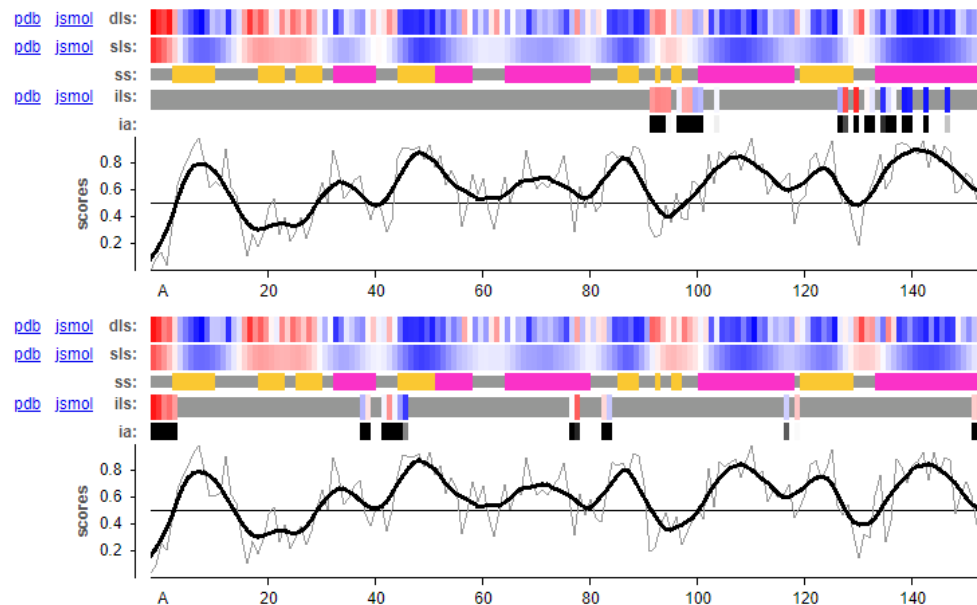 pdb jsmol dls:
pdb jsmol sls:
ss:
pdb jsmol ils:
ia:
0.8
0.6
0.4
0.2
scores
A 20 40 60 80 100 120 140
pdb jsmol dls:
pdb jsmol sls:
ss:
pdb jsmol ils:
ia:
0.8
0.6
0.4
0.2
scores
A 20 40 60 80 100 120 140